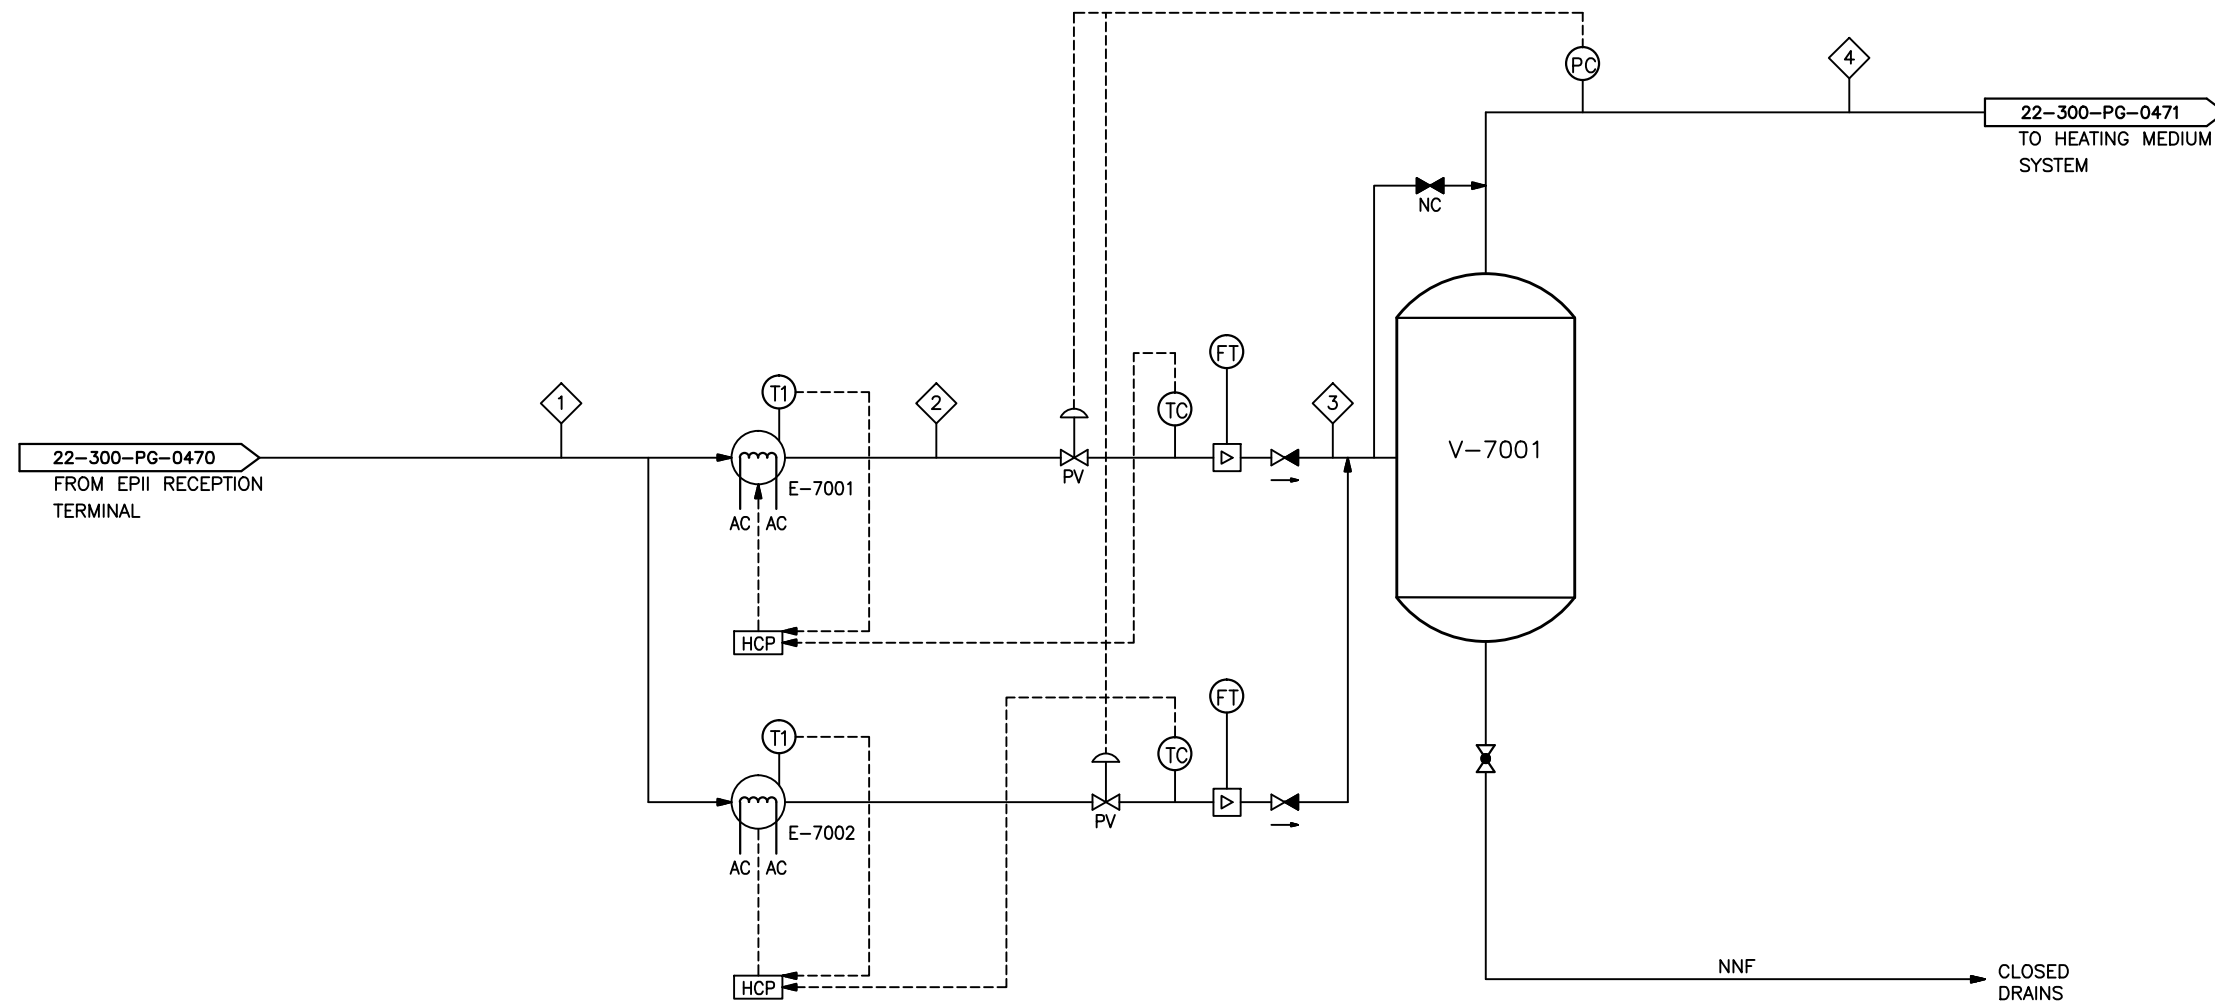 PC
4
22-300-PG-0471
TO HEATING MEDIUM
SYSTEM
NC
FT
T1
1
2
TC
3
V-7001
22-300-PG-0470
FROM EPII RECEPTION
TERMINAL
PV
E-7001
AC AC
HCP
FT
T1
TC
PV
E-7002
AC AC
HCP
NNF
CLOSED
DRAINS